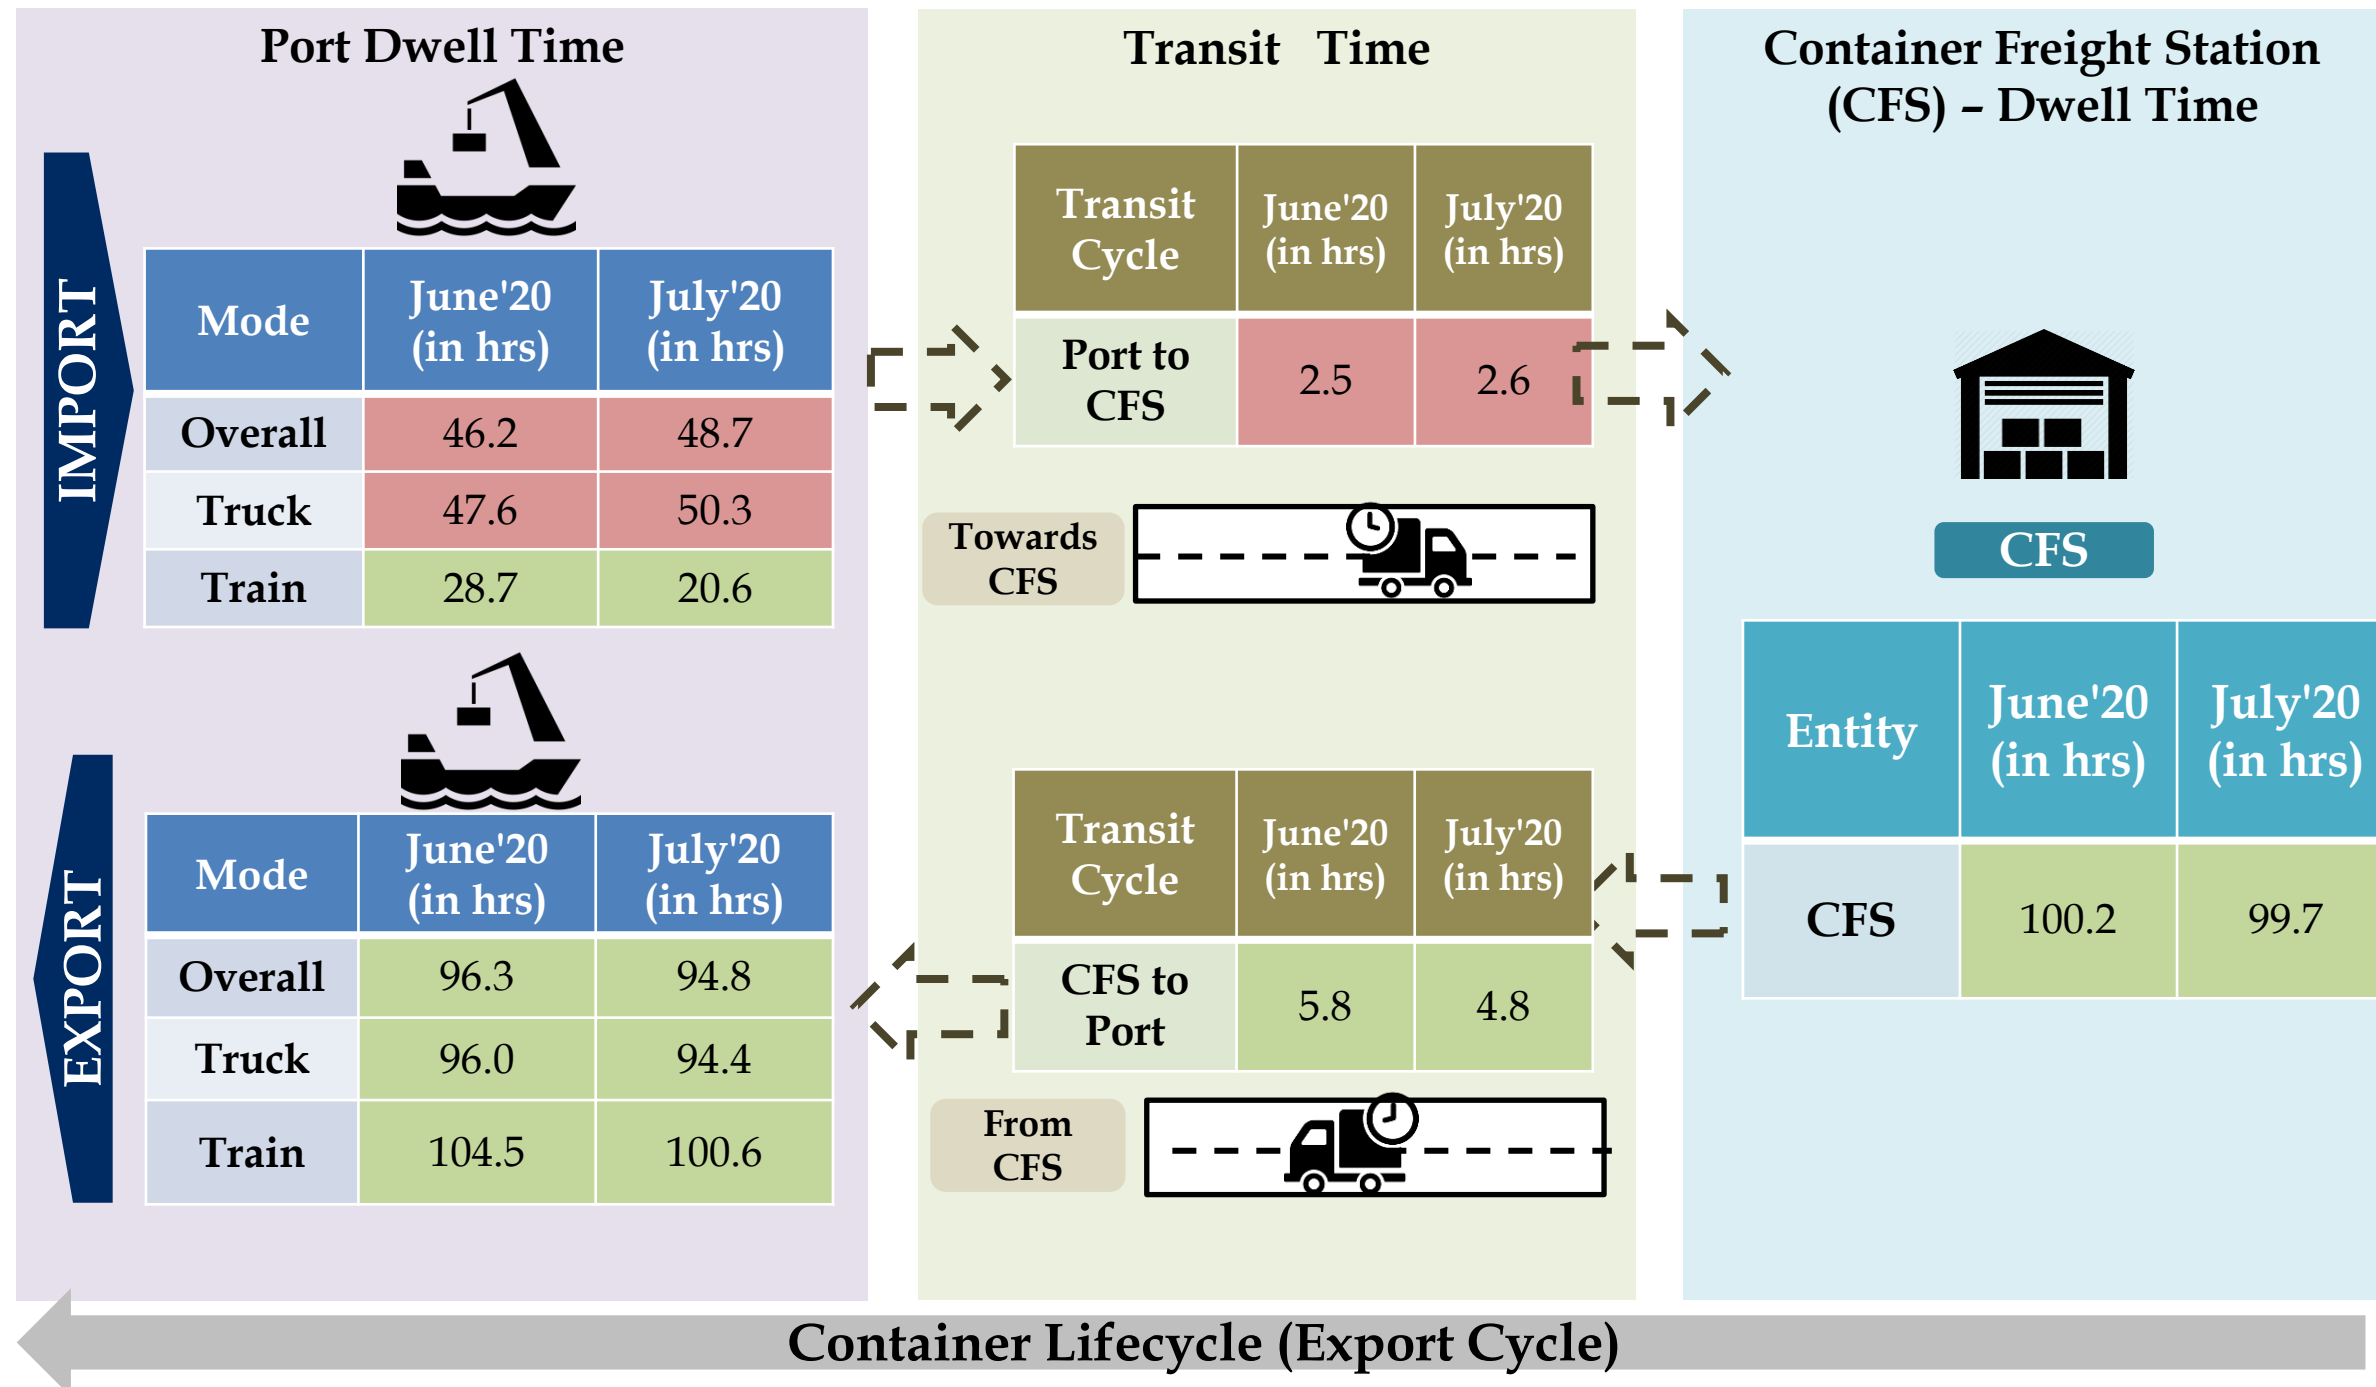 Port Dwell Time
IMPORT
Mode June'20 (in hrs) July'20 (in hrs)
Overall 46.2 48.7
Truck 47.6 50.3
Train 28.7 20.6
EXPORT
Mode June'20 (in hrs) July'20 (in hrs)
Overall 96.3 94.8
Truck 96.0 94.4
Train 104.5 100.6
Transit Time
Transit Cycle June'20 (in hrs) July'20 (in hrs)
Port to CFS 2.5 2.6
Towards
CFS
Transit Cycle June'20 (in hrs) July'20 (in hrs)
CFS to Port 5.8 4.8
From
CFS
Container Freight Station
(CFS) – Dwell Time
CFS
Entity June'20 (in hrs) July'20 (in hrs)
CFS 100.2 99.7
Container Lifecycle (Export Cycle)